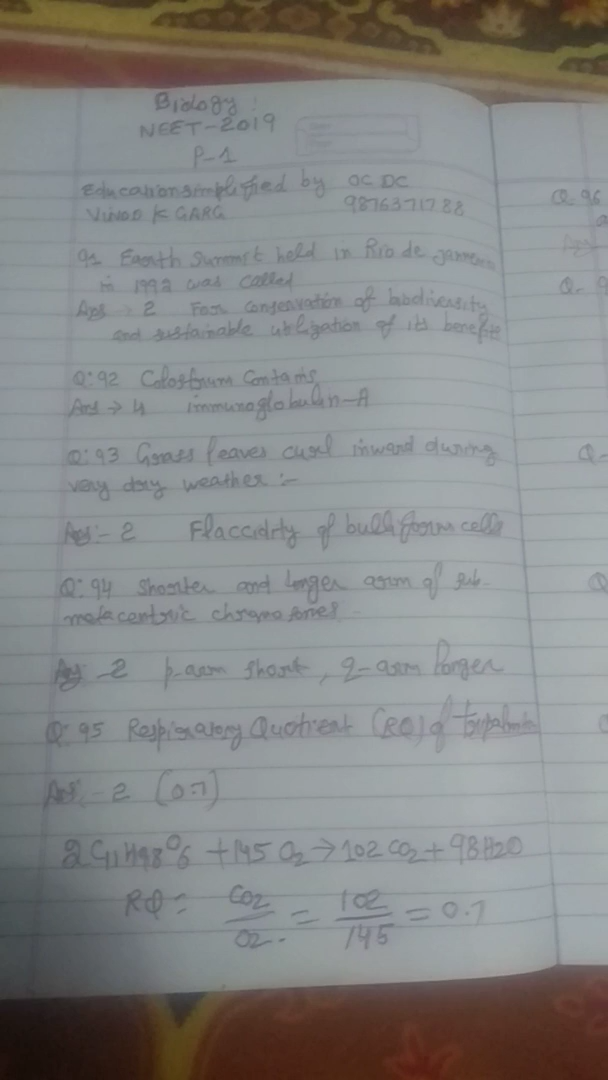 Biology:
NEET-2019
P-1
Educationsimplified by OCDC
VINOD K GARG 9876371788
91 Earth Summit held in Rio de Janeiro
in 1992 was called
Ans - 2 For conservation of biodiversity
and sustainable utilization of its benefits
Q:92 Colostrum Contains
Ans → 4 immunoglobulin-A
Q:93 Grass leaves curl inward during
very dry weather :-
Ans:- 2 Flaccidity of bulliform cells
Q:94 Shorter and Longer arm of sub-
metacentric chromosomes
Ans -2 p-arm short, q-arm longer
Q:95 Respiratory Quotient (RQ) of tripalmitin
Ans - 2 (0.7)
2C51H98O6 + 145 O2 → 102 CO2 + 98H2O
RQ = CO2/O2 = 102/145 = 0.7
Q-96
Q-9
Q-
Q